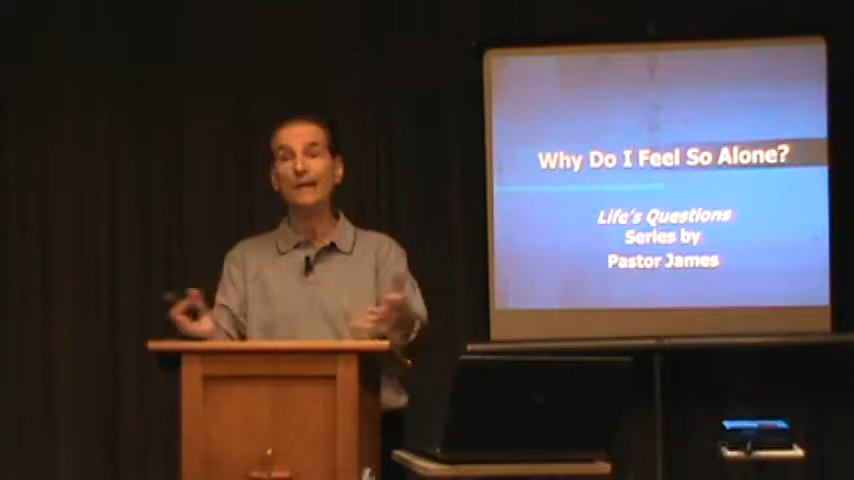 Why Do I Feel So Alone?
Life's Questions
Series by
Pastor James